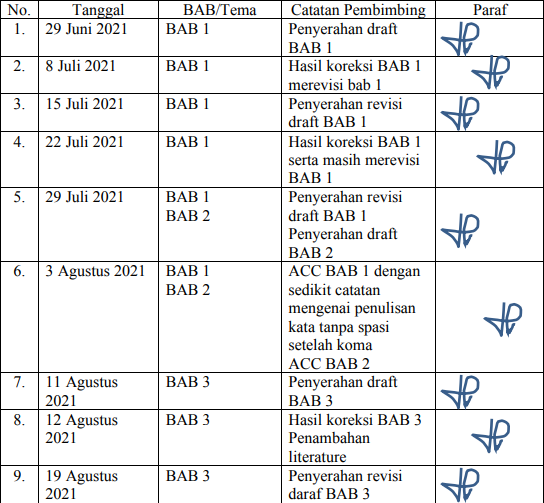 No. Tanggal BAB/Tema Catatan Pembimbing Paraf
1. 29 Juni 2021 BAB 1 Penyerahan draft
BAB 1
2. 8 Juli 2021 BAB 1 Hasil koreksi BAB 1
merevisi bab 1
3. 15 Juli 2021 BAB 1 Penyerahan revisi
draft BAB 1
4. 22 Juli 2021 BAB 1 Hasil koreksi BAB 1
serta masih merevisi
BAB 1
5. 29 Juli 2021 BAB 1 Penyerahan revisi
BAB 2 draft BAB 1
Penyerahan draft
BAB 2
6. 3 Agustus 2021 BAB 1 ACC BAB 1 dengan
BAB 2 sedikit catatan
mengenai penulisan
kata tanpa spasi
setelah koma
ACC BAB 2
7. 11 Agustus BAB 3 Penyerahan draft
2021 BAB 3
8. 12 Agustus BAB 3 Hasil koreksi BAB 3
2021 Penambahan
literature
9. 19 Agustus BAB 3 Penyerahan revisi
2021 daraf BAB 3